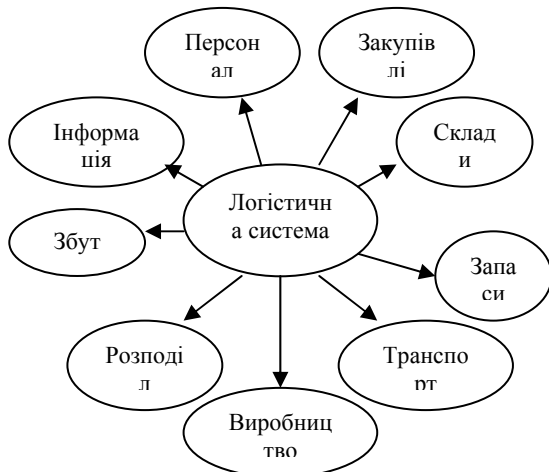 Персон
ал
Закупів
лі
Інформа
ція
Склад
и
Логістичн
а система
Збут
Запа
си
Розподі
л
Транспо
рт
Виробниц
тво